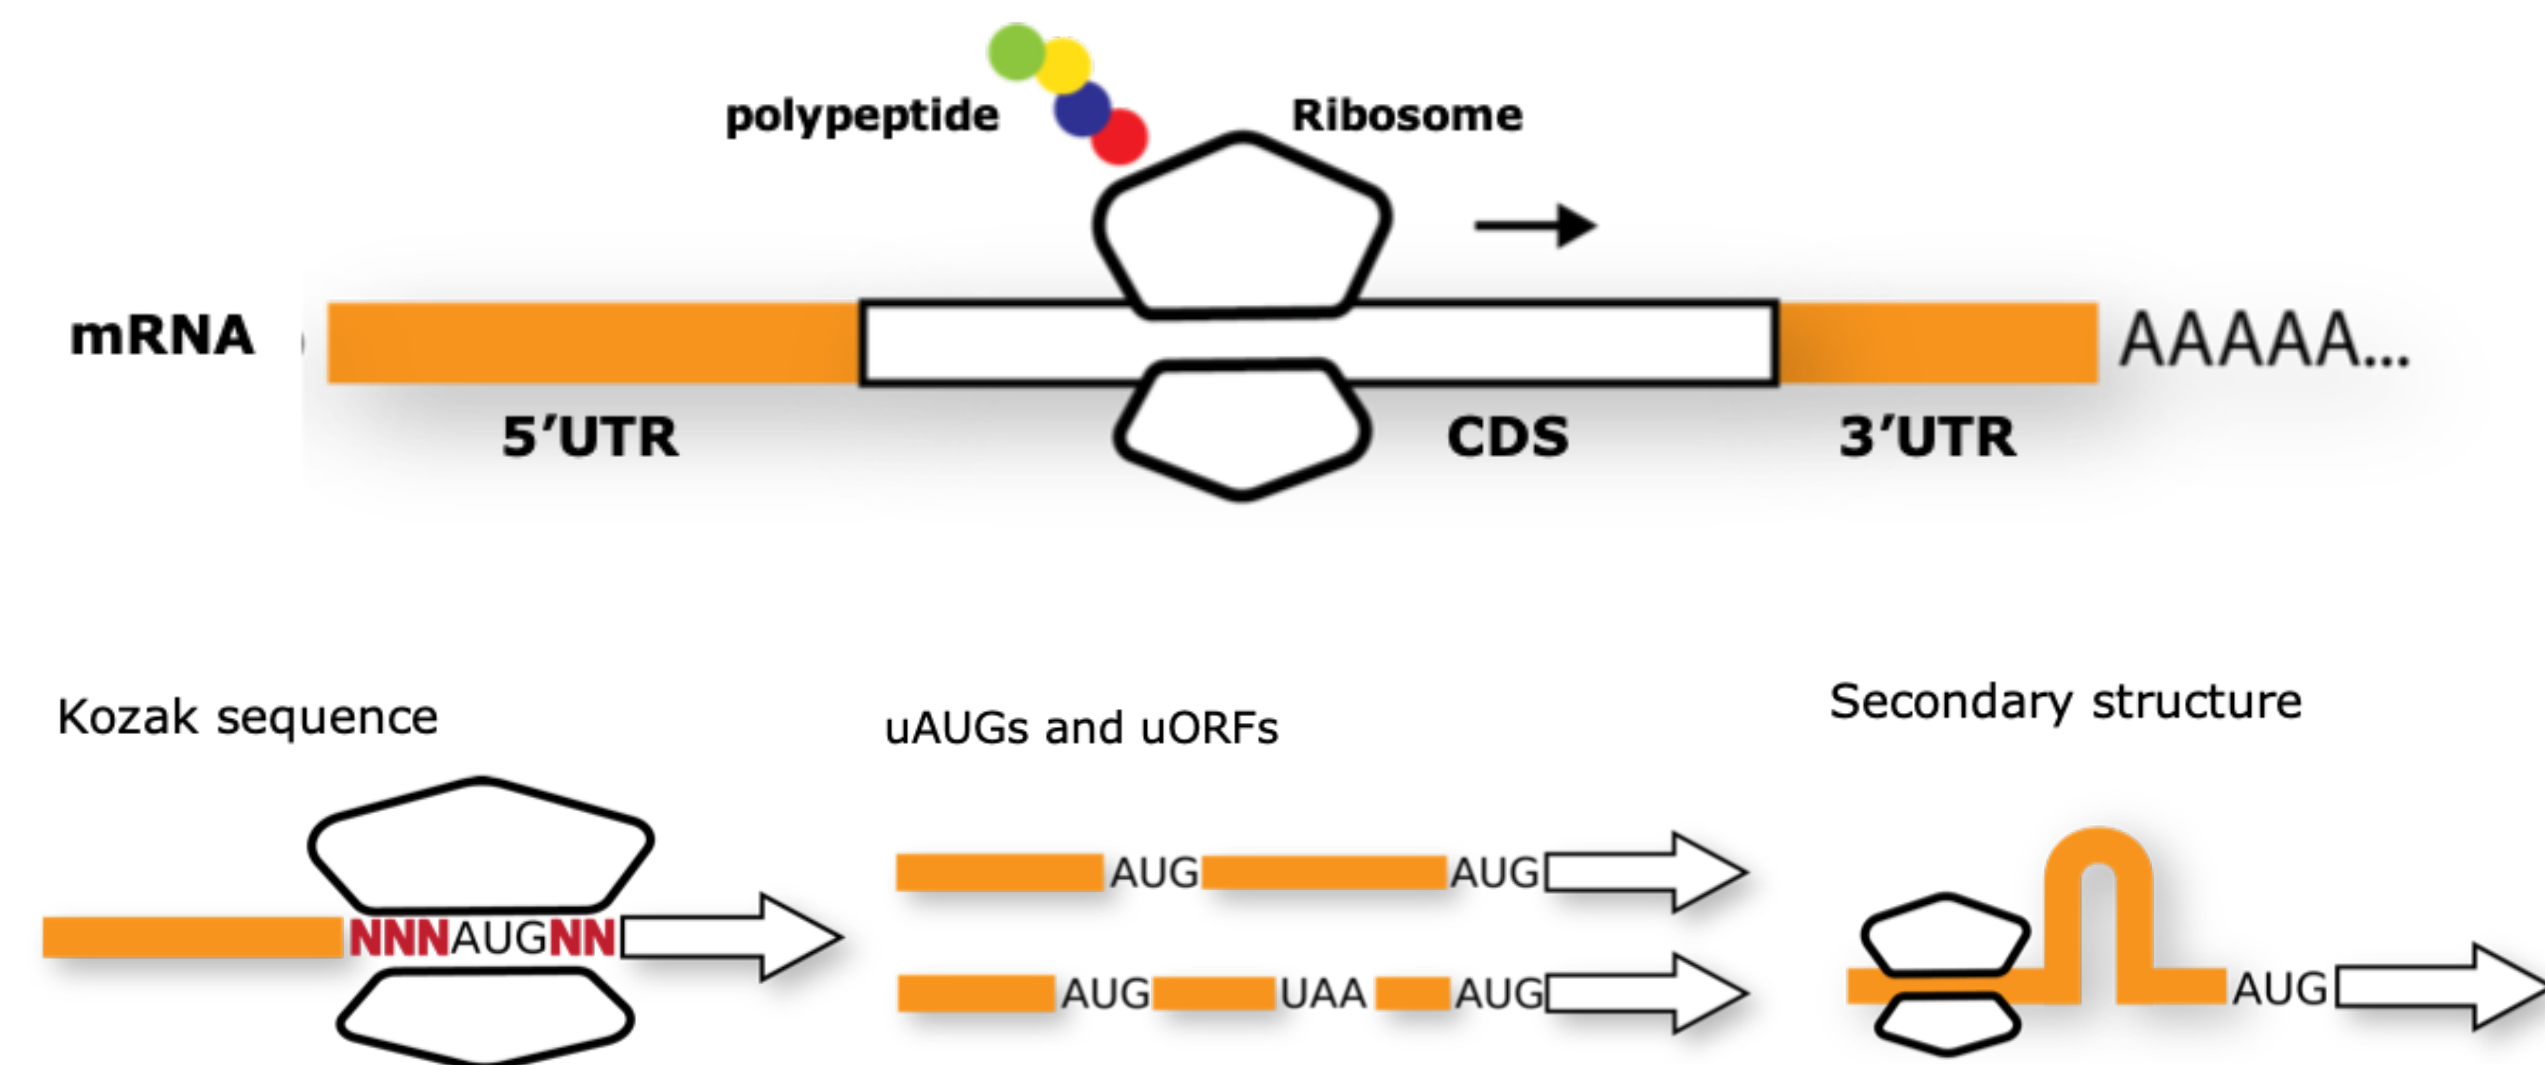 polypeptide
Ribosome
mRNA
AAAAA...
5′UTR
CDS
3′UTR
Kozak sequence
NNNAUGNN
uAUGs and uORFs
AUG AUG
AUG UAA AUG
Secondary structure
AUG